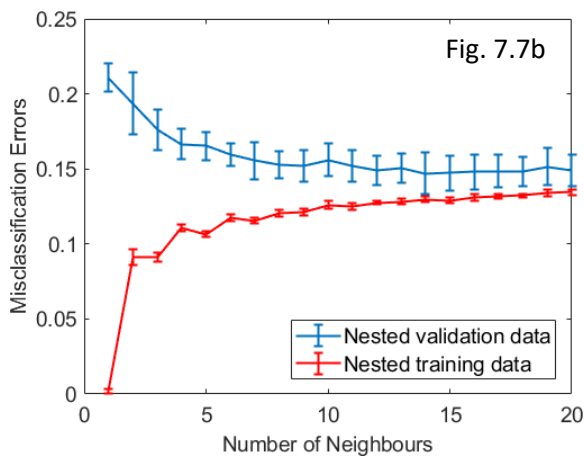 Fig. 7.7b
0.25
0.2
0.15
0.1
0.05
0
Misclassification Errors
Nested validation data
Nested training data
0 5 10 15 20
Number of Neighbours